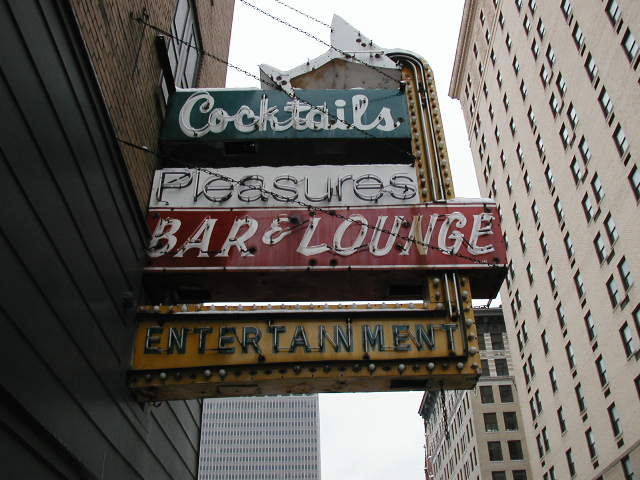 Cocktails
Pleasures
BAR & LOUNGE
ENTERTAINMENT